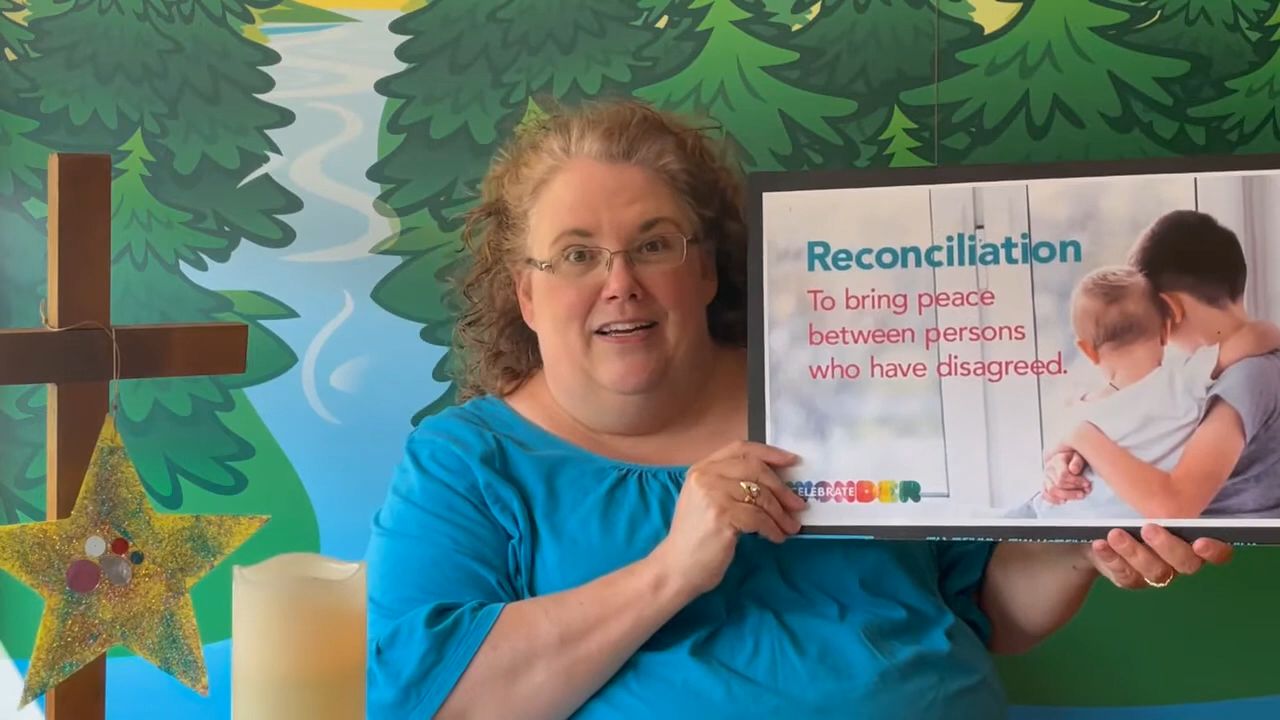 Reconciliation
To bring peace
between persons
who have disagreed.
CELEBRATE
WONDER